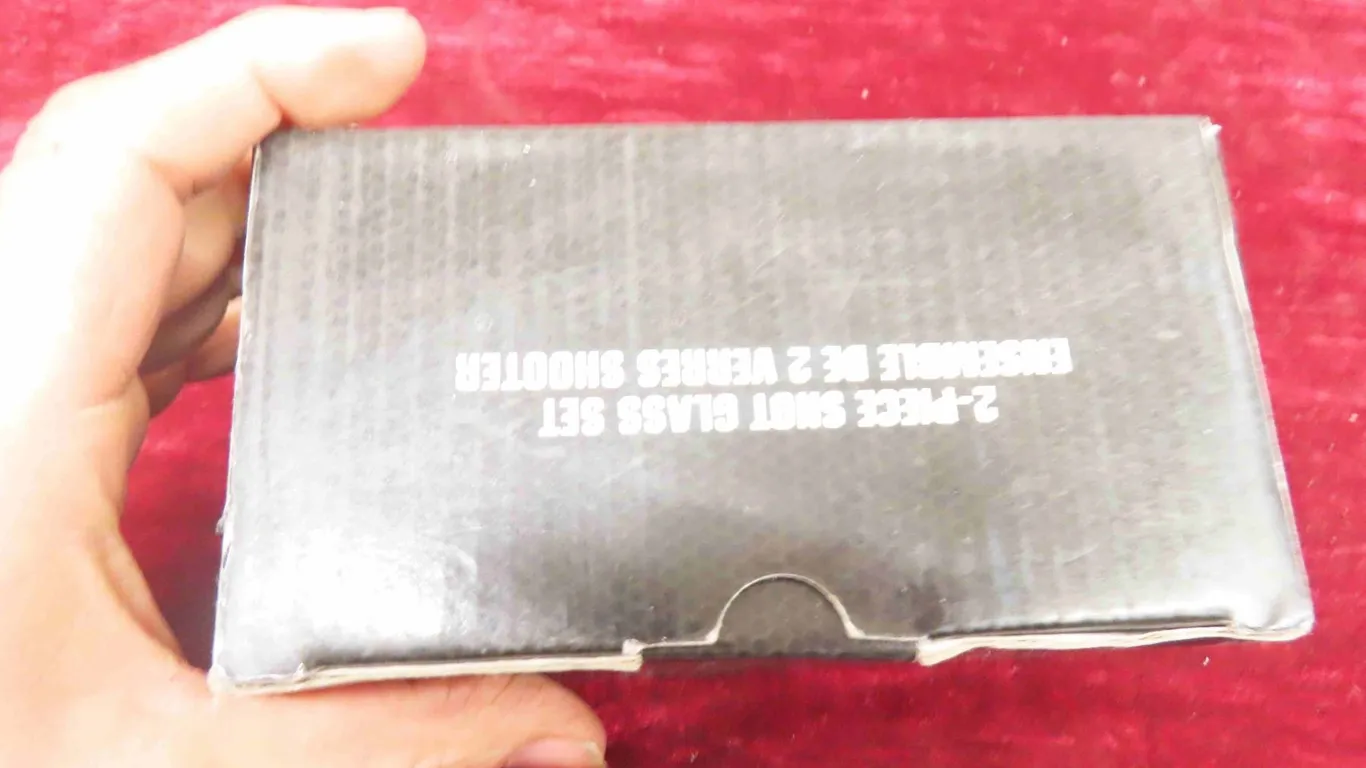 2-PIECE SHOT GLASS SET
ENSEMBLE DE 2 VERRES SHOOTER